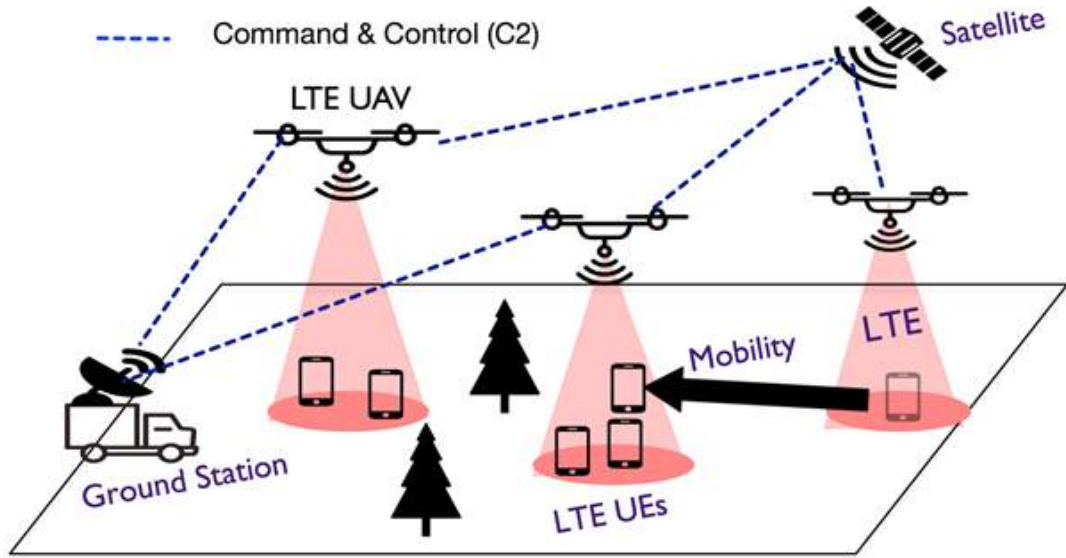 Command & Control (C2)
Satellite
LTE UAV
LTE
Mobility
Ground Station
LTE UEs